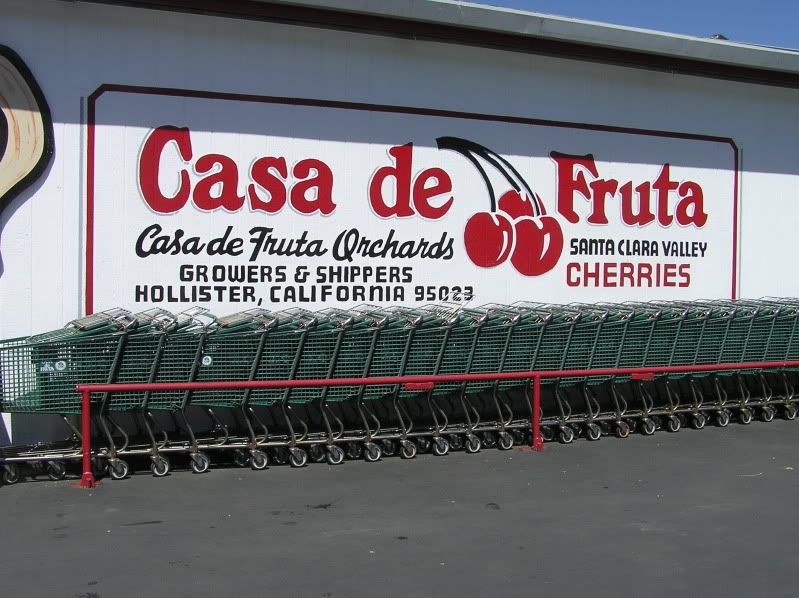 Casa de Fruta
Casa de Fruta Orchards
GROWERS & SHIPPERS
HOLLISTER, CALIFORNIA 95023
SANTA CLARA VALLEY
CHERRIES